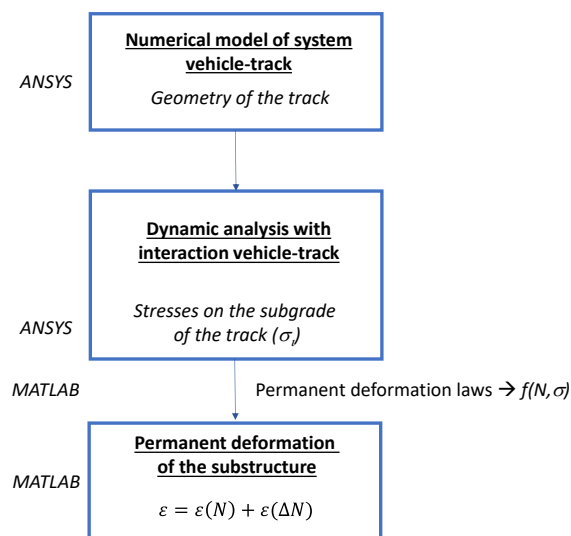 Numerical model of system
vehicle-track
ANSYS
Geometry of the track
Dynamic analysis with
interaction vehicle-track
Stresses on the subgrade
ANSYS
of the track (σᵢ)
MATLAB
Permanent deformation laws → f(N,σ)
Permanent deformation
of the substructure
MATLAB
ε = ε(N) + ε(ΔN)